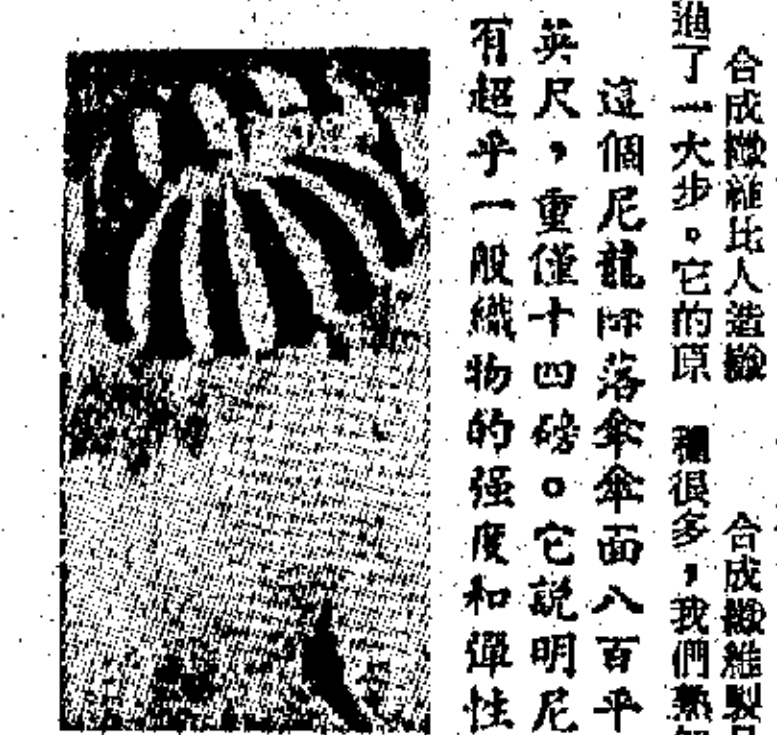 合成纖維比人造纖
進了一大步。它的原
合成纖維製
種很多，我們熟
這個尼龍降落傘傘面八百平
英尺，重僅十四磅。它説明尼
有超乎一般織物的强度和彈性